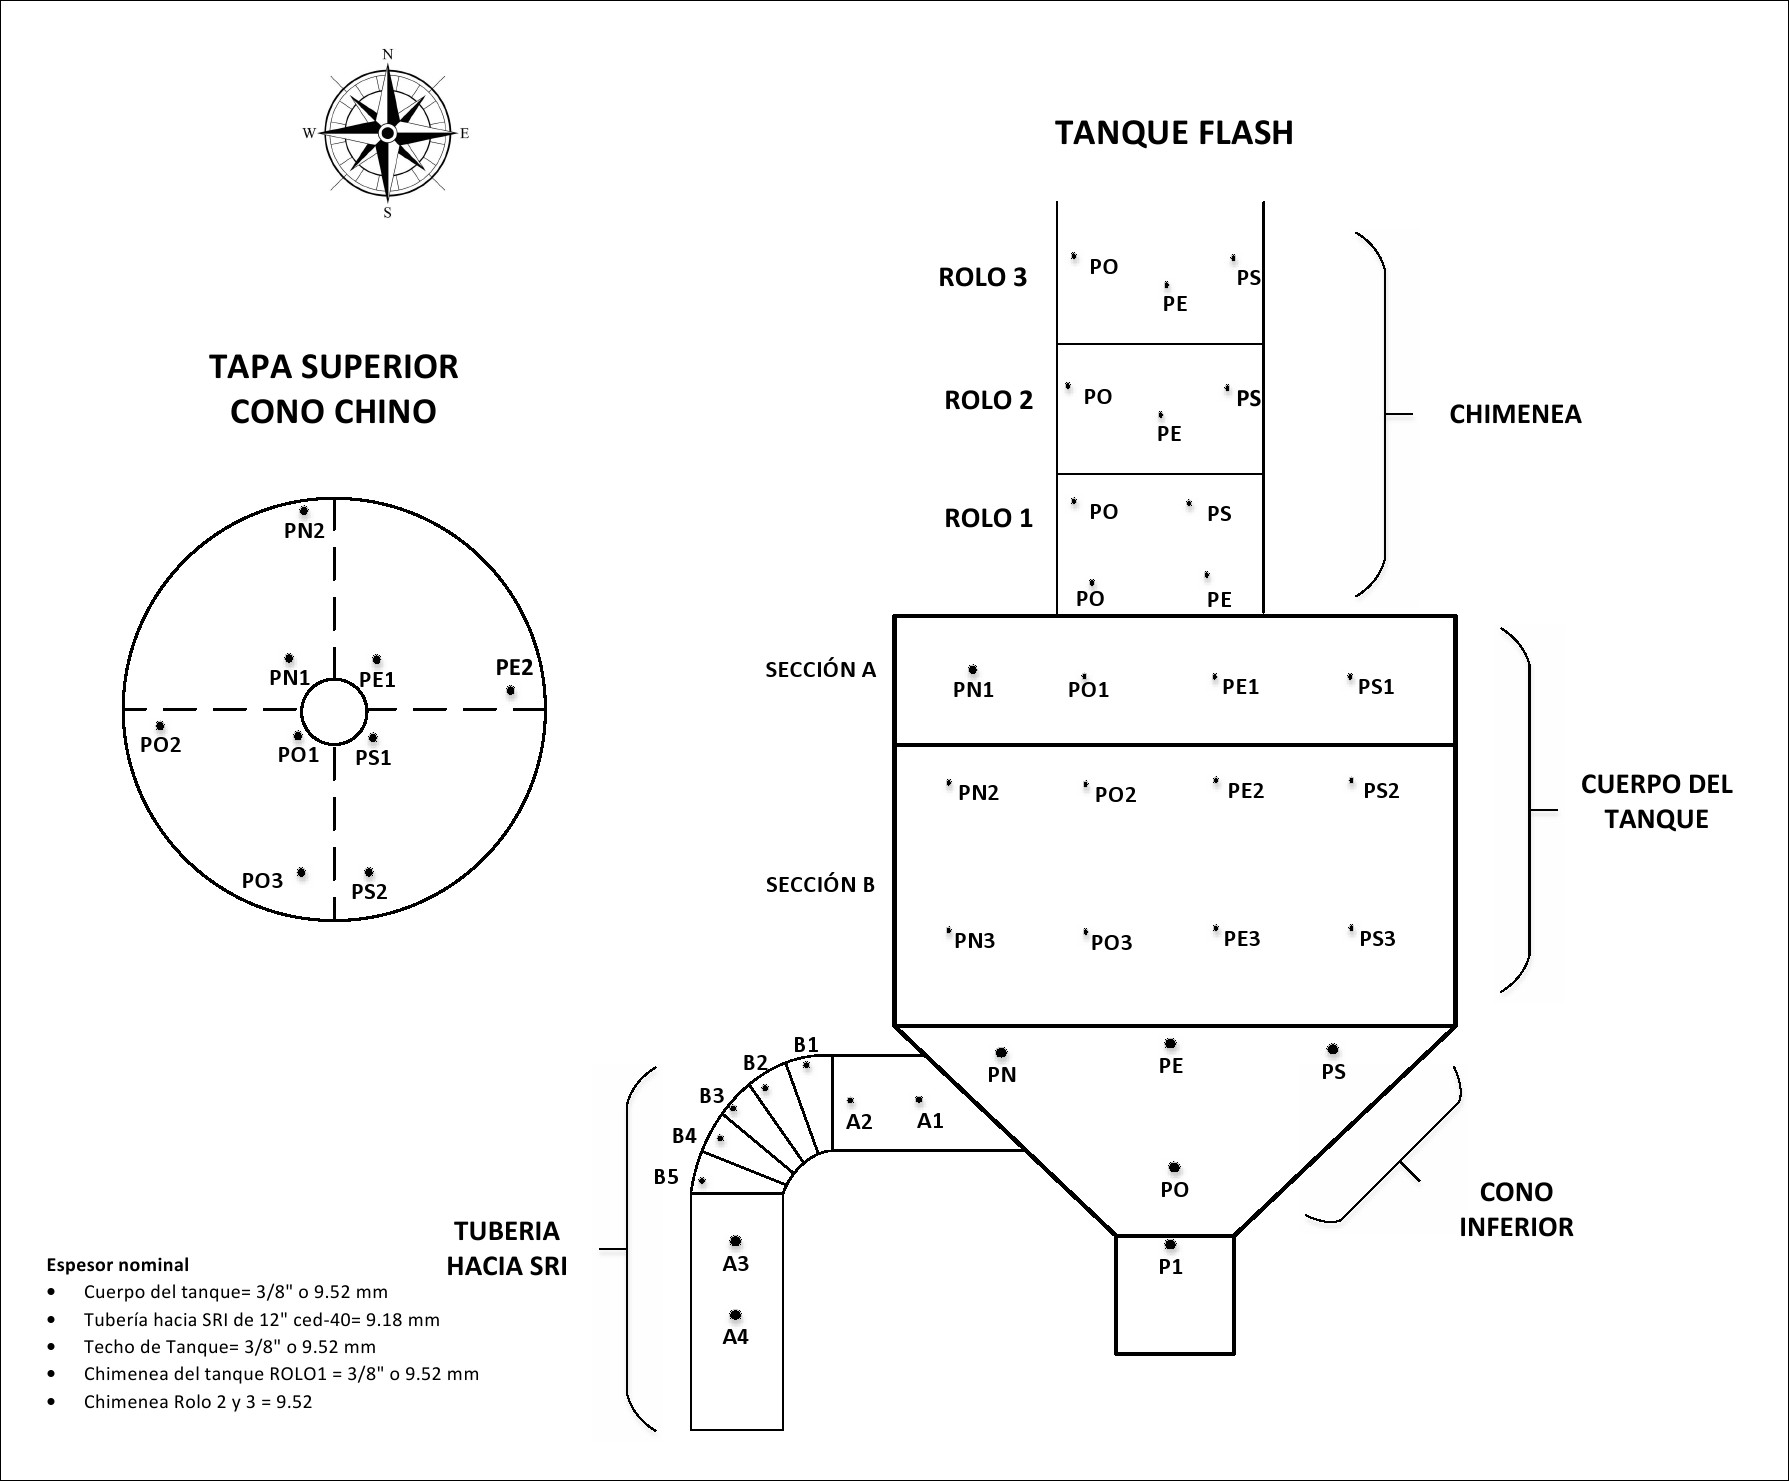 N
W
E
S
TANQUE FLASH
ROLO 3
PO
PE
PS
TAPA SUPERIOR
CONO CHINO
ROLO 2
PO
PE
PS
CHIMENEA
ROLO 1
PO
PS
PO
PE
PN2
PN1
PE1
PE2
PO2
PO1
PS1
PO3
PS2
SECCIÓN A
PN1
PO1
PE1
PS1
PN2
PO2
PE2
PS2
CUERPO DEL
TANQUE
SECCIÓN B
PN3
PO3
PE3
PS3
B1
B2
B3
B4
B5
A2
A1
PN
PE
PS
PO
CONO
INFERIOR
P1
TUBERIA
HACIA SRI
A3
A4
Espesor nominal
• Cuerpo del tanque= 3/8" o 9.52 mm
• Tubería hacia SRI de 12" ced-40= 9.18 mm
• Techo de Tanque= 3/8" o 9.52 mm
• Chimenea del tanque ROLO1 = 3/8" o 9.52 mm
• Chimenea Rolo 2 y 3 = 9.52